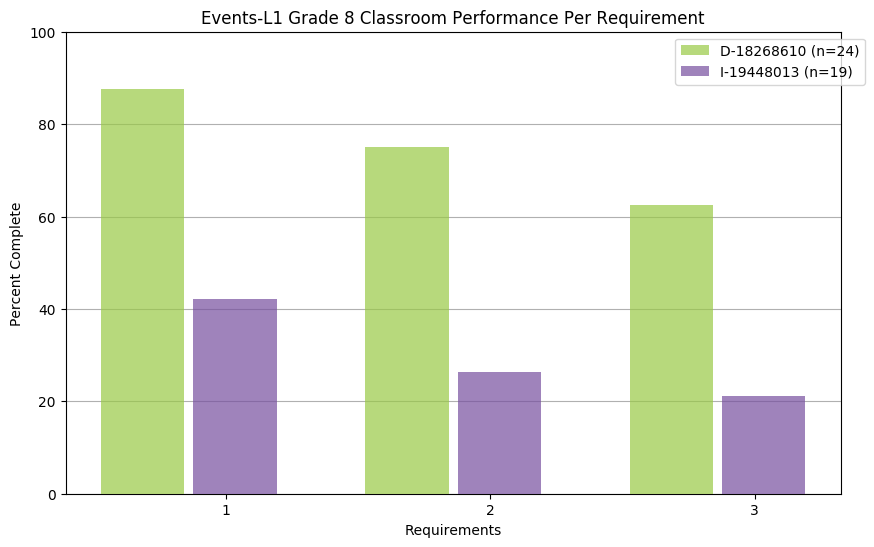 Events-L1 Grade 8 Classroom Performance Per Requirement
D-18268610 (n=24)
I-19448013 (n=19)
Percent Complete
100
80
60
40
20
0
1
2
3
Requirements